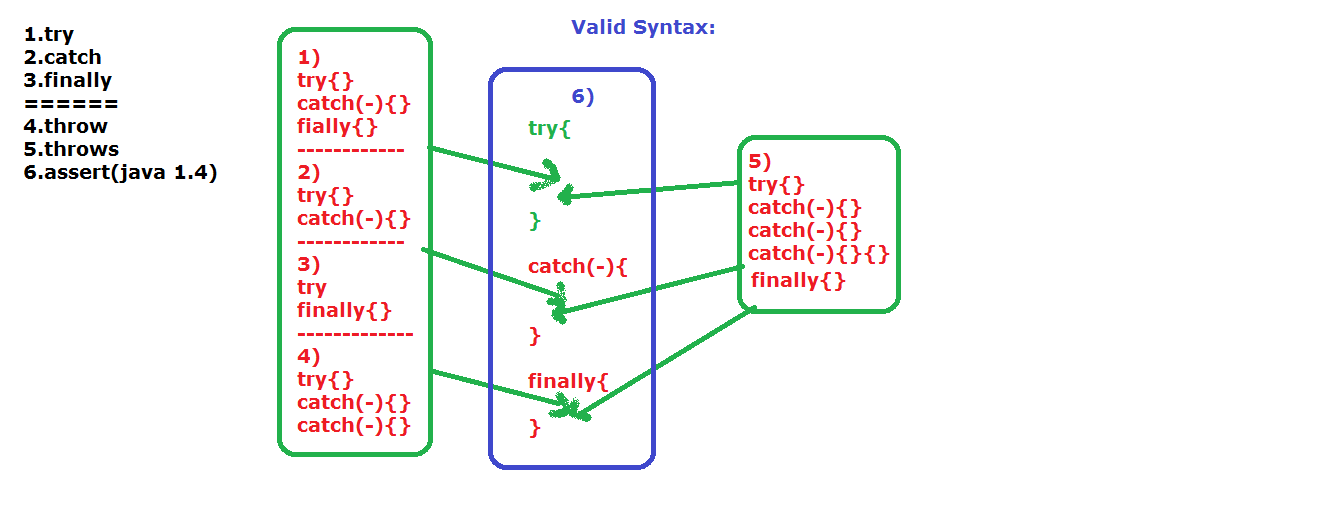 1.try
2.catch
3.finally
======
4.throw
5.throws
6.assert(java 1.4)
1)
try{}
catch(-){}
fially{}
------------
2)
try{}
catch(-){}
------------
3)
try
finally{}
-------------
4)
try{}
catch(-){}
catch(-){}
Valid Syntax:
6)
try{
}
catch(-){
}
finally{
}
5)
try{}
catch(-){}
catch(-){}
catch(-){}{}
finally{}